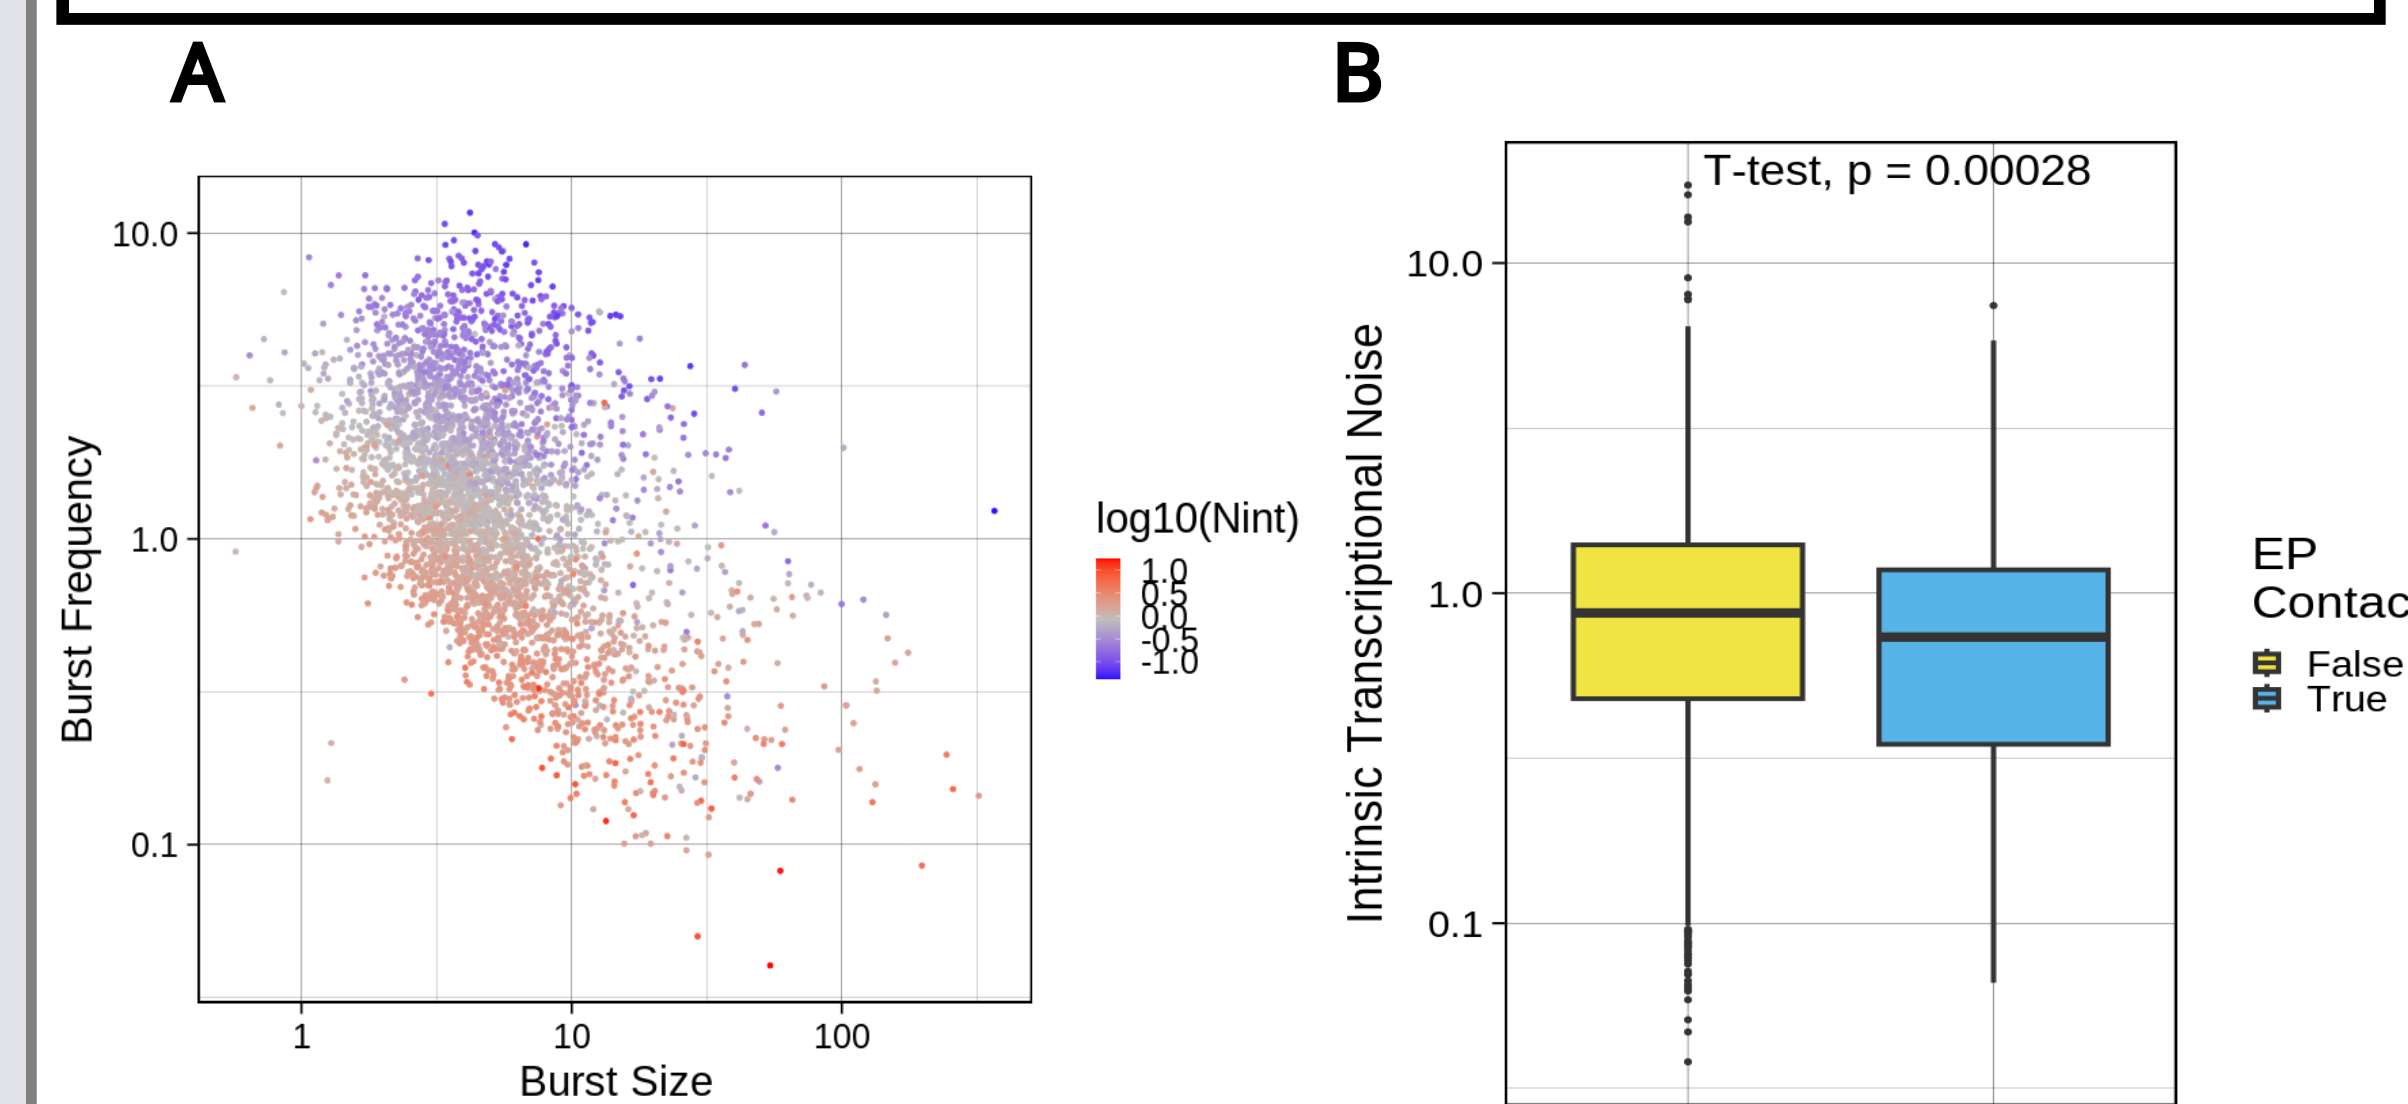 A
B
10.0
1.0
0.1
1
10
100
Burst Size
Burst Frequency
log10(Nint)
1.0
0.5
0.0
-0.5
-1.0
T-test, p = 0.00028
10.0
1.0
0.1
Intrinsic Transcriptional Noise
EP
Contac
False
True